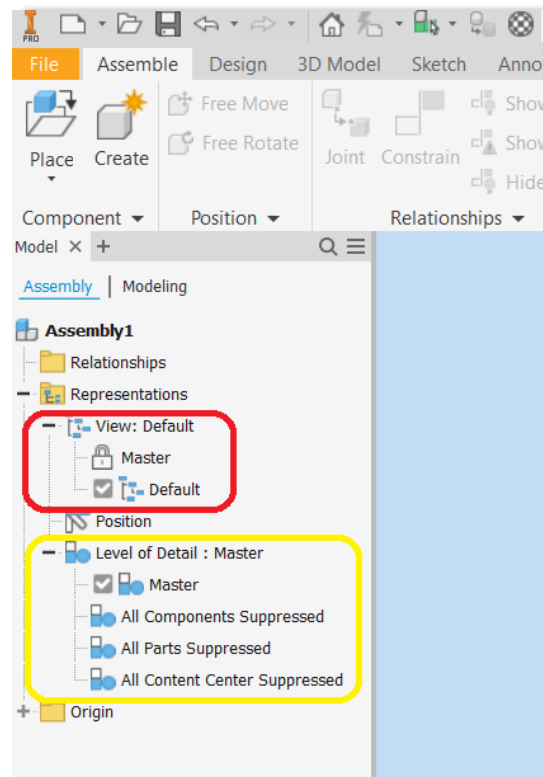 PRO
File Assemble Design 3D Model Sketch Anno
Place Create Free Move Free Rotate Joint Constrain Show Show Hide
Component Position Relationships
Model × +
Assembly | Modeling
Assembly1
Relationships
Representations
View: Default
Master
Default
Position
Level of Detail : Master
Master
All Components Suppressed
All Parts Suppressed
All Content Center Suppressed
Origin